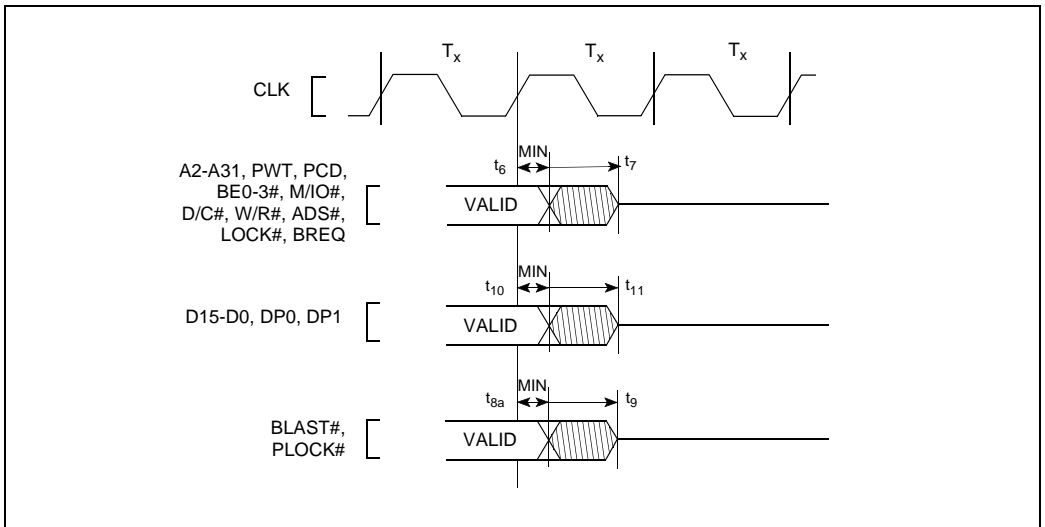 Tx Tx Tx
CLK
MIN
t6 t7
A2-A31, PWT, PCD,
BE0-3#, M/IO#,
D/C#, W/R#, ADS#,
LOCK#, BREQ
VALID
MIN
t10 t11
D15-D0, DP0, DP1
VALID
MIN
t8a t9
BLAST#,
PLOCK#
VALID